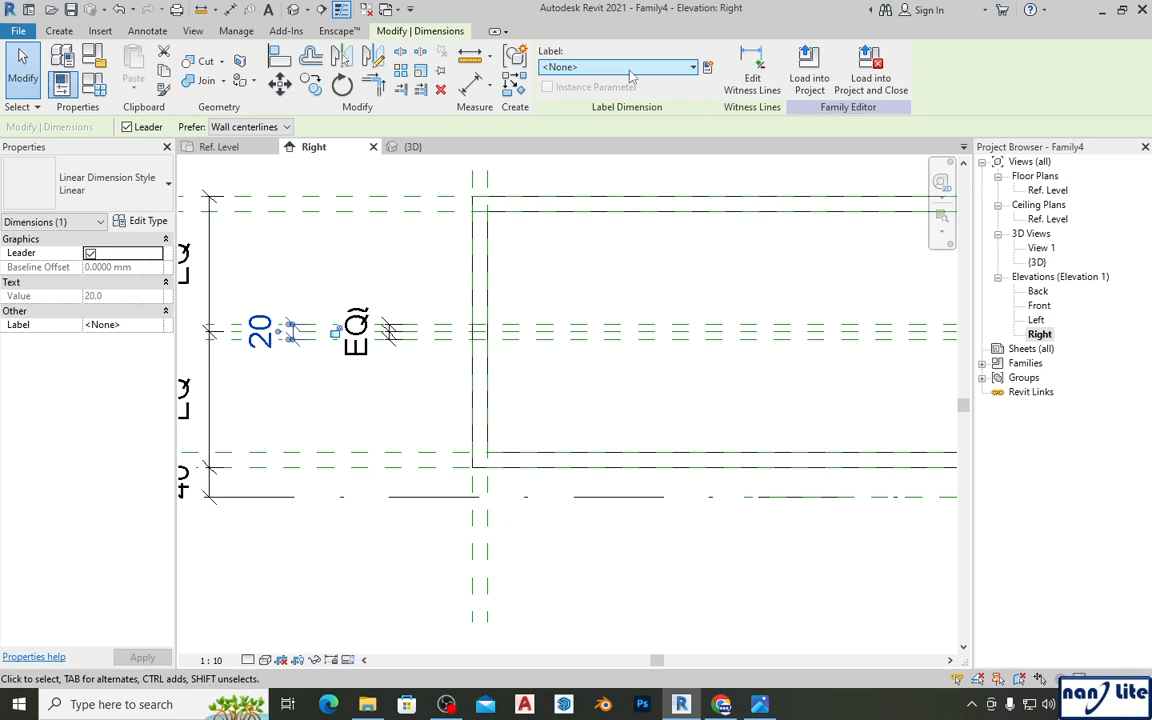 Autodesk Revit 2021 - Family4 - Elevation: Right
Sign In
File Create Insert Annotate View Manage Add-Ins Enscape™ Modify | Dimensions
Modify
Paste
Cut
Join
Label:
<None>
Instance Parameter
Edit
Witness Lines
Load into
Project
Load into
Project and Close
Select Properties Clipboard Geometry Modify Measure Create Label Dimension Witness Lines Family Editor
Modify | Dimensions Leader Prefer: Wall centerlines
Properties
Ref. Level
Right
{3D}
Project Browser - Family4
Linear Dimension Style
Linear
Dimensions (1) Edit Type
Graphics
Leader
Baseline Offset 0.0000 mm
Text
Value 20.0
Other
Label <None>
Views (all)
Floor Plans
Ref. Level
Ceiling Plans
Ref. Level
3D Views
View 1
{3D}
Elevations (Elevation 1)
Back
Front
Left
Right
Sheets (all)
Families
Groups
Revit Links
20
Properties help Apply
1 : 10
Click to select, TAB for alternates, CTRL adds, SHIFT unselects.
Type here to search
nanJ lite